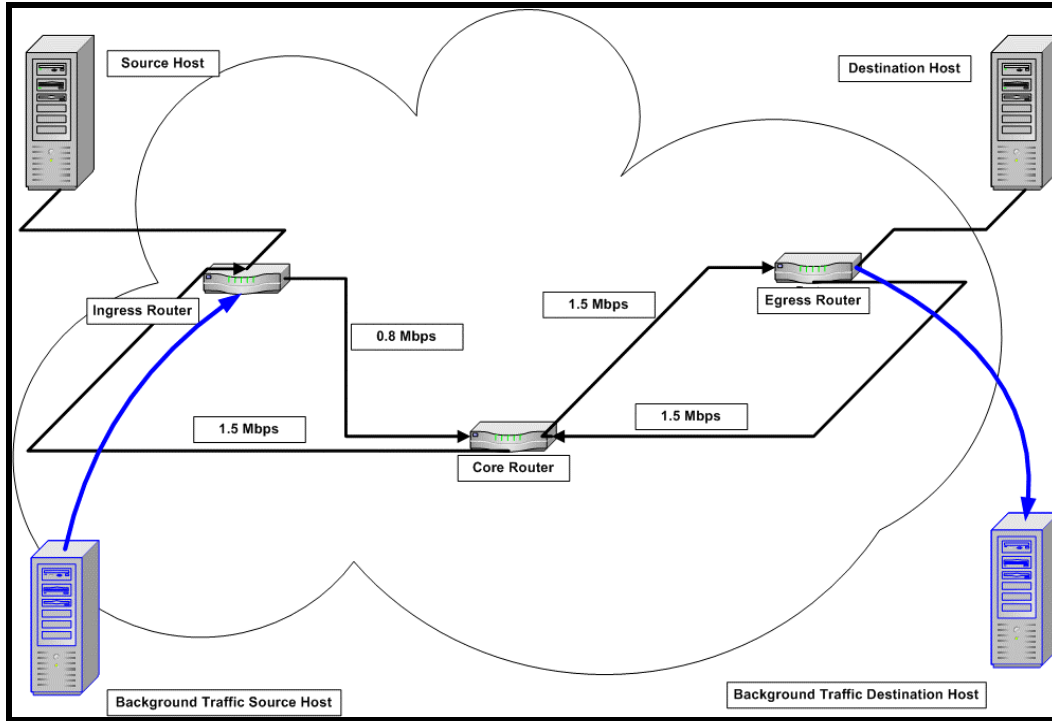 Source Host
Destination Host
Ingress Router
1.5 Mbps
Egress Router
0.8 Mbps
1.5 Mbps
1.5 Mbps
Core Router
Background Traffic Source Host
Background Traffic Destination Host